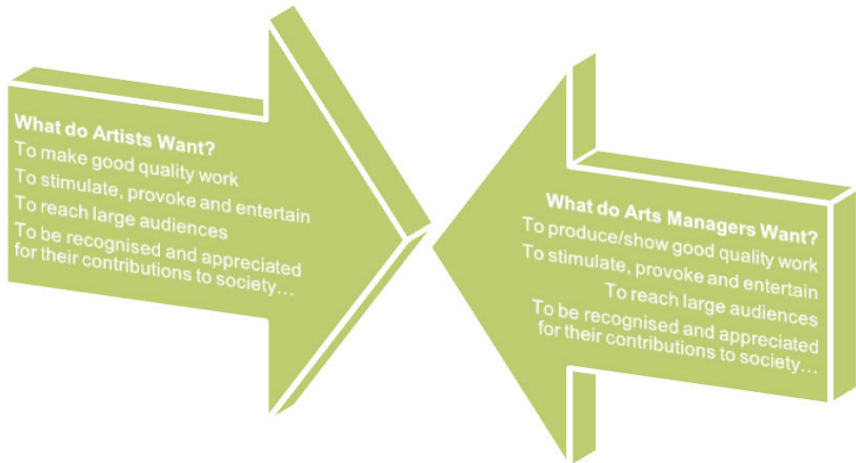 What do Artists Want?
To make good quality work
To stimulate, provoke and entertain
To reach large audiences
To be recognised and appreciated
for their contributions to society…
What do Arts Managers Want?
To produce/show good quality work
To stimulate, provoke and entertain
To reach large audiences
To be recognised and appreciated
for their contributions to society…